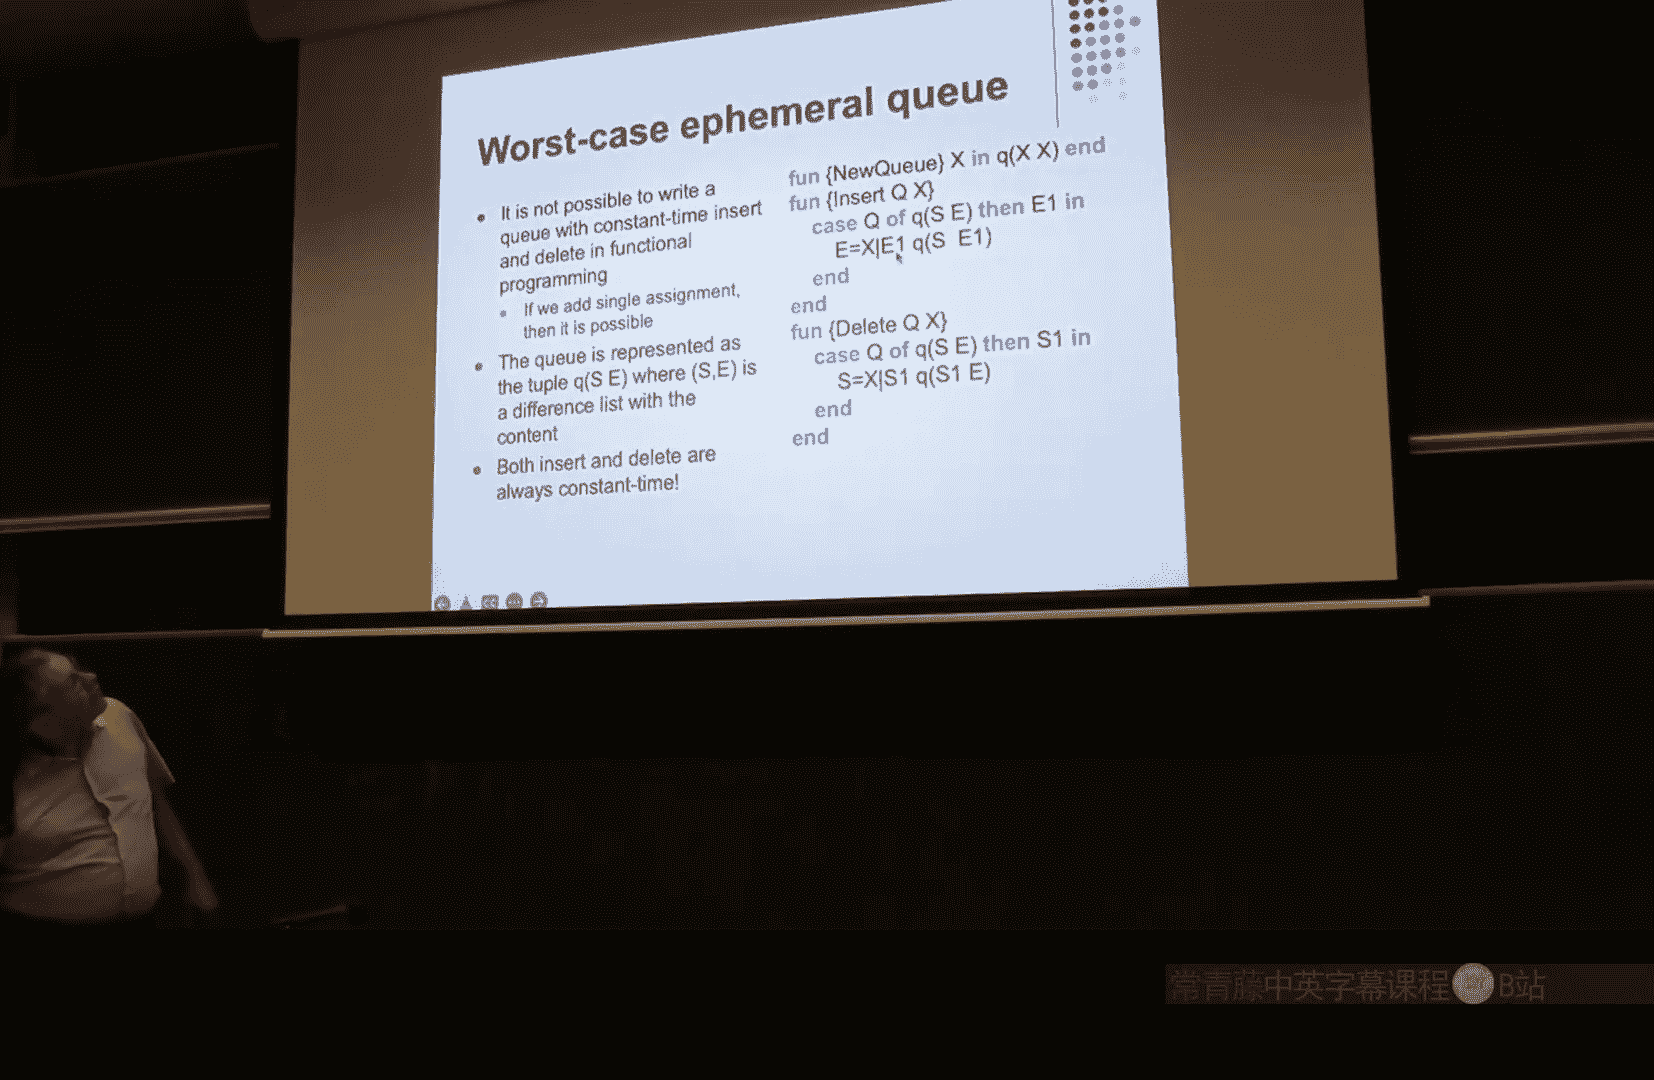 Worst-case ephemeral queue
• It is not possible to write a
queue with constant-time insert
and delete in functional
programming
• If we add single assignment,
then it is possible
• The queue is represented as
the tuple q(S E) where (S,E) is
a difference list with the
content
• Both insert and delete are
always constant-time!
fun {NewQueue} X in q(X X) end
fun {Insert Q X}
case Q of q(S E) then E1 in
E=X|E1 q(S E1)
end
end
fun {Delete Q X}
case Q of q(S E) then S1 in
S=X|S1 q(S1 E)
end
end
常青藤中英字幕课程 B站